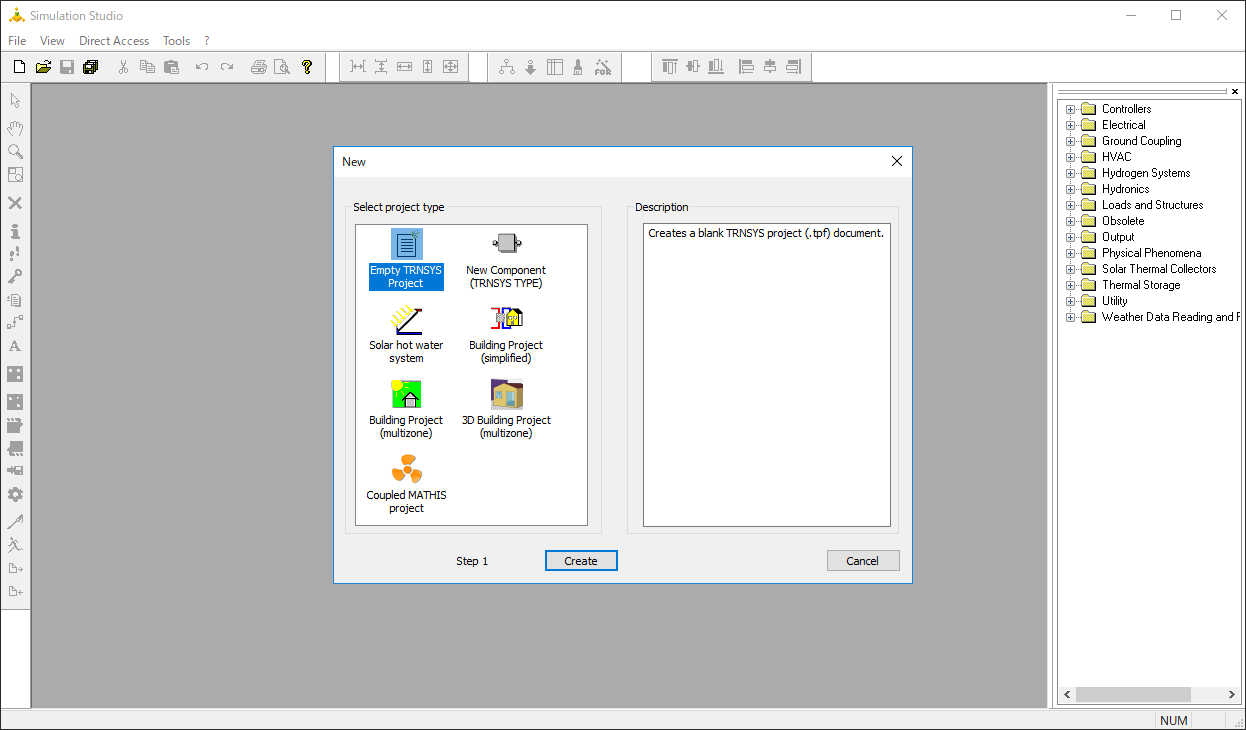 Simulation Studio
File View Direct Access Tools ?
FOR
New
Select project type
Empty TRNSYS
Project
New Component
(TRNSYS TYPE)
Solar hot water
system
Building Project
(simplified)
Building Project
(multizone)
3D Building Project
(multizone)
Coupled MATHIS
project
Description
Creates a blank TRNSYS project (.tpf) document.
Step 1
Create
Cancel
Controllers
Electrical
Ground Coupling
HVAC
Hydrogen Systems
Hydronics
Loads and Structures
Obsolete
Output
Physical Phenomena
Solar Thermal Collectors
Thermal Storage
Utility
Weather Data Reading and
NUM